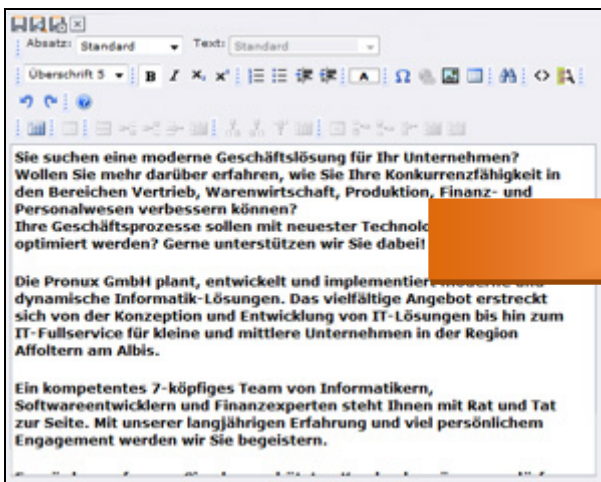 Absatz: Standard Text: Standard
Überschrift 5 B I X, x' A Ω
Sie suchen eine moderne Geschäftslösung für Ihr Unternehmen?
Wollen Sie mehr darüber erfahren, wie Sie Ihre Konkurrenzfähigkeit in
den Bereichen Vertrieb, Warenwirtschaft, Produktion, Finanz- und
Personalwesen verbessern können?
Ihre Geschäftsprozesse sollen mit neuester
optimiert werden? Gerne unterstützen wir Sie dabei!
Die Pronux GmbH plant, entwickelt und implementiert
dynamische Informatik-Lösungen. Das vielfältige Angebot erstreckt
sich von der Konzeption und Entwicklung von IT-Lösungen bis hin zum
IT-Fullservice für kleine und mittlere Unternehmen in der Region
Affoltern am Albis.
Ein kompetentes 7-köpfiges Team von Informatikern,
Softwareentwicklern und Finanzexperten steht Ihnen mit Rat und Tat
zur Seite. Mit unserer langjährigen Erfahrung und viel persönlichem
Engagement werden wir Sie begeistern.